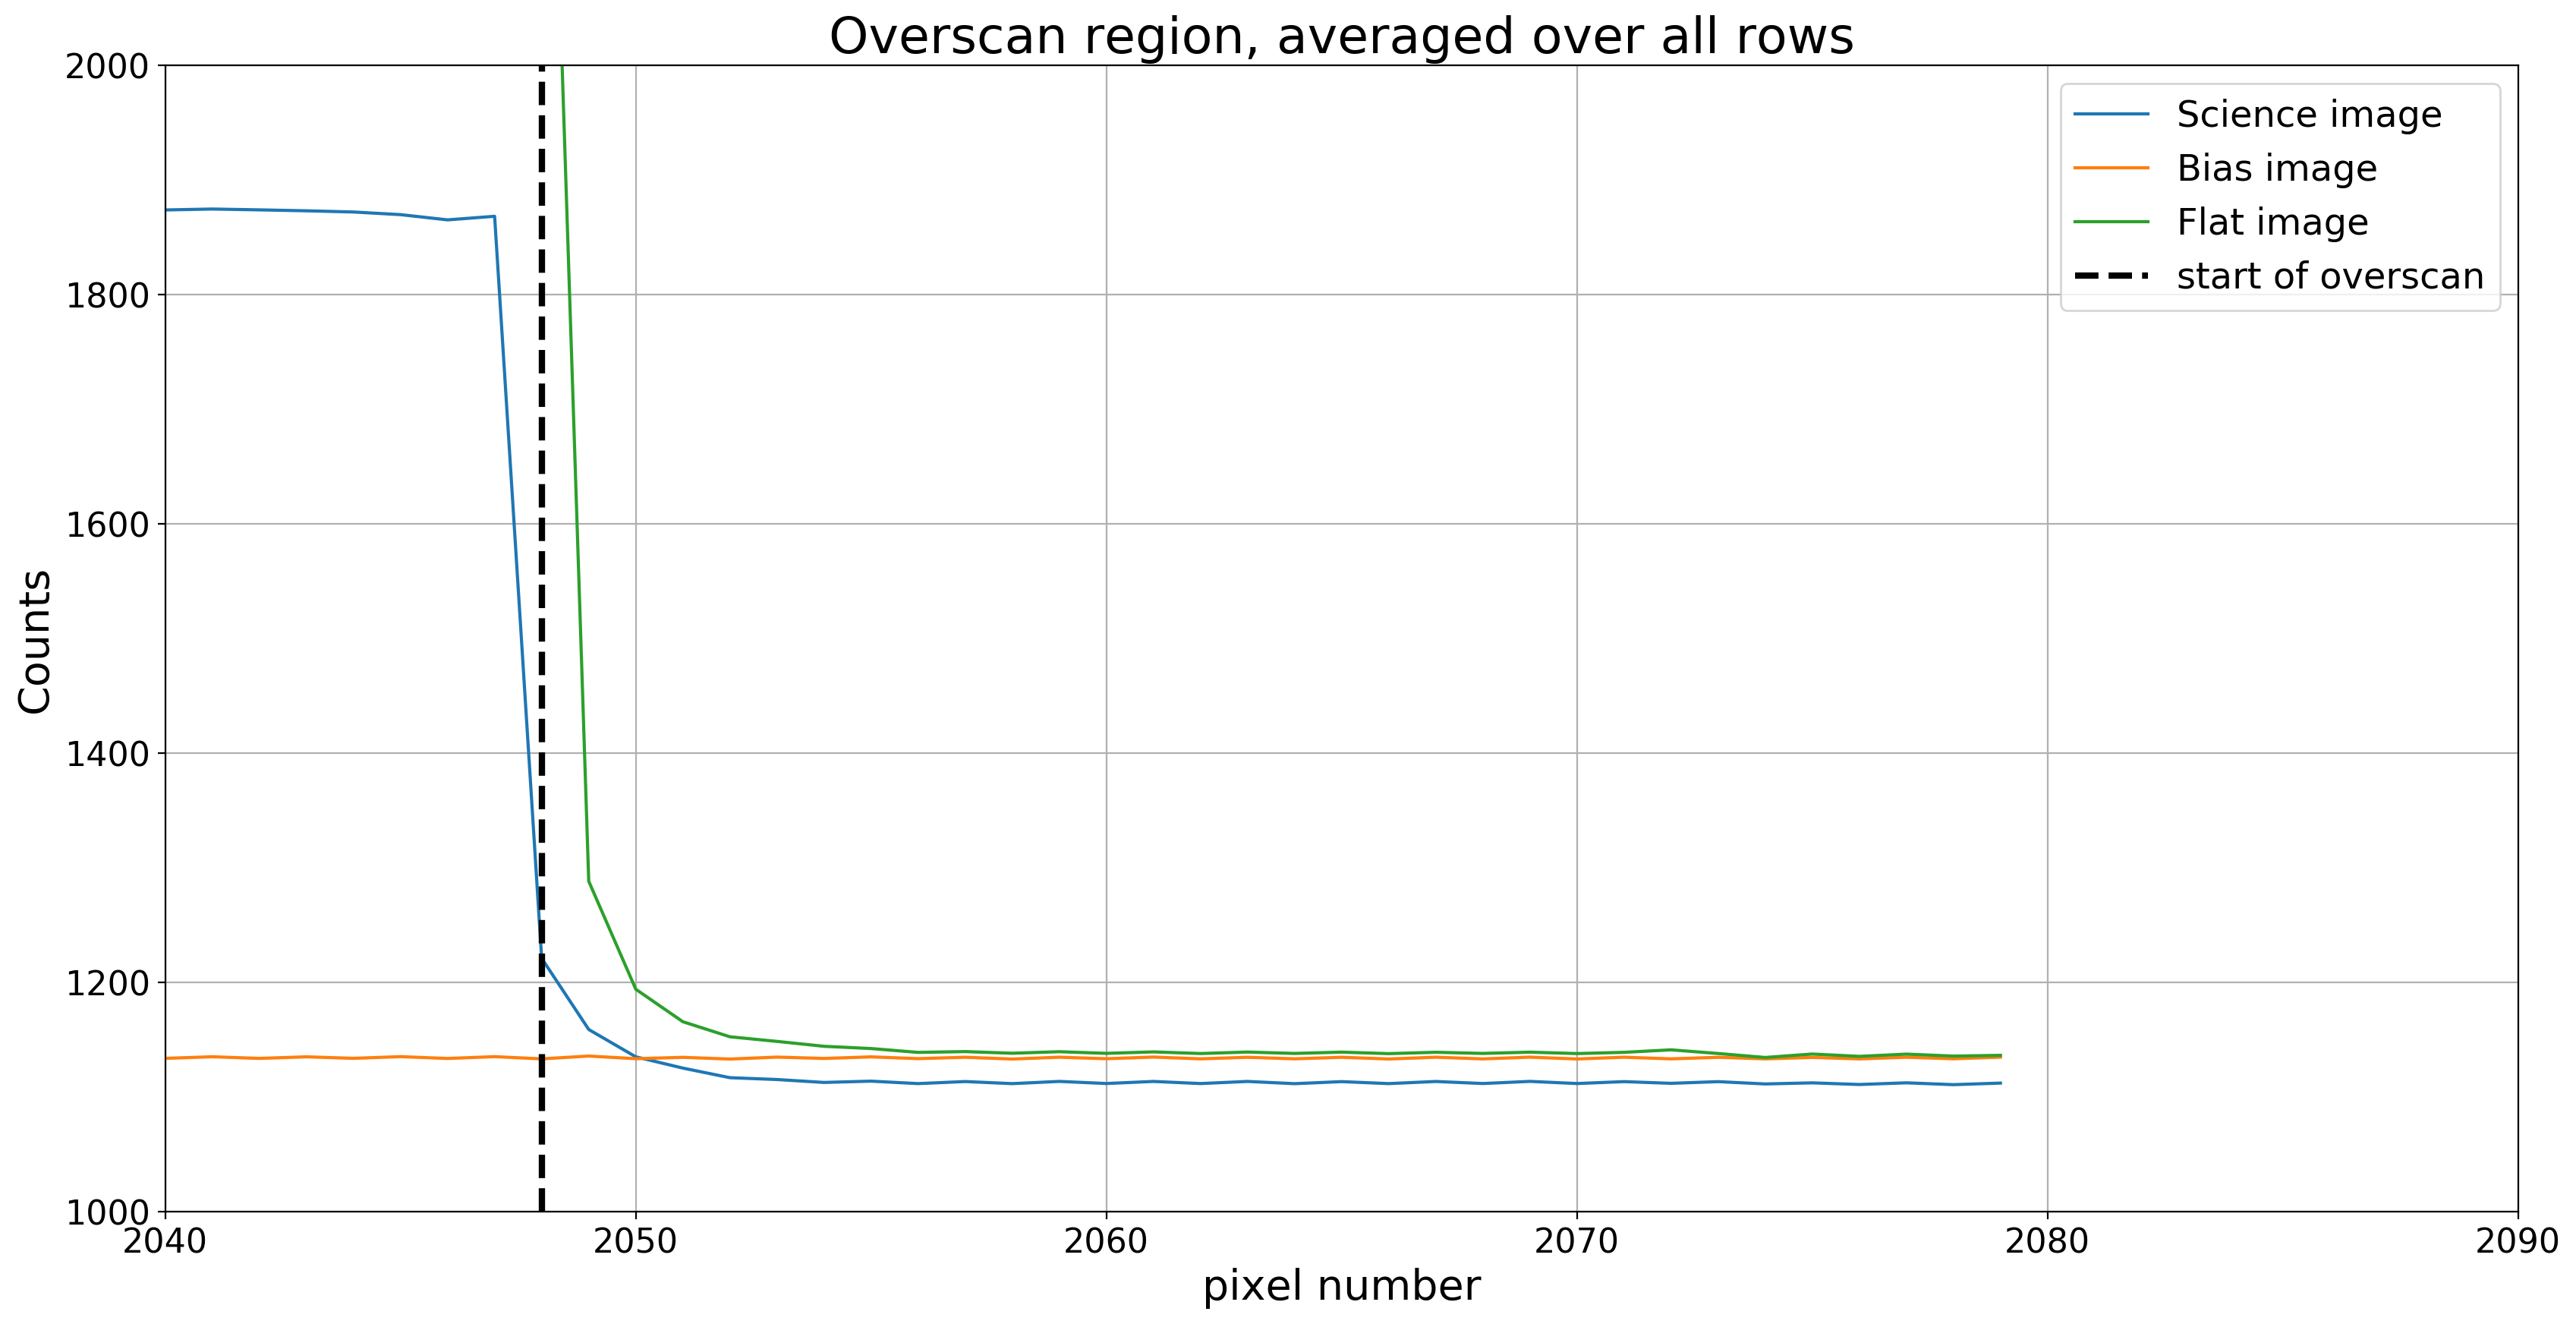 Overscan region, averaged over all rows
2000
1800
1600
1400
1200
1000
Counts
2040
2050
2060
2070
2080
2090
pixel number
Science image
Bias image
Flat image
start of overscan